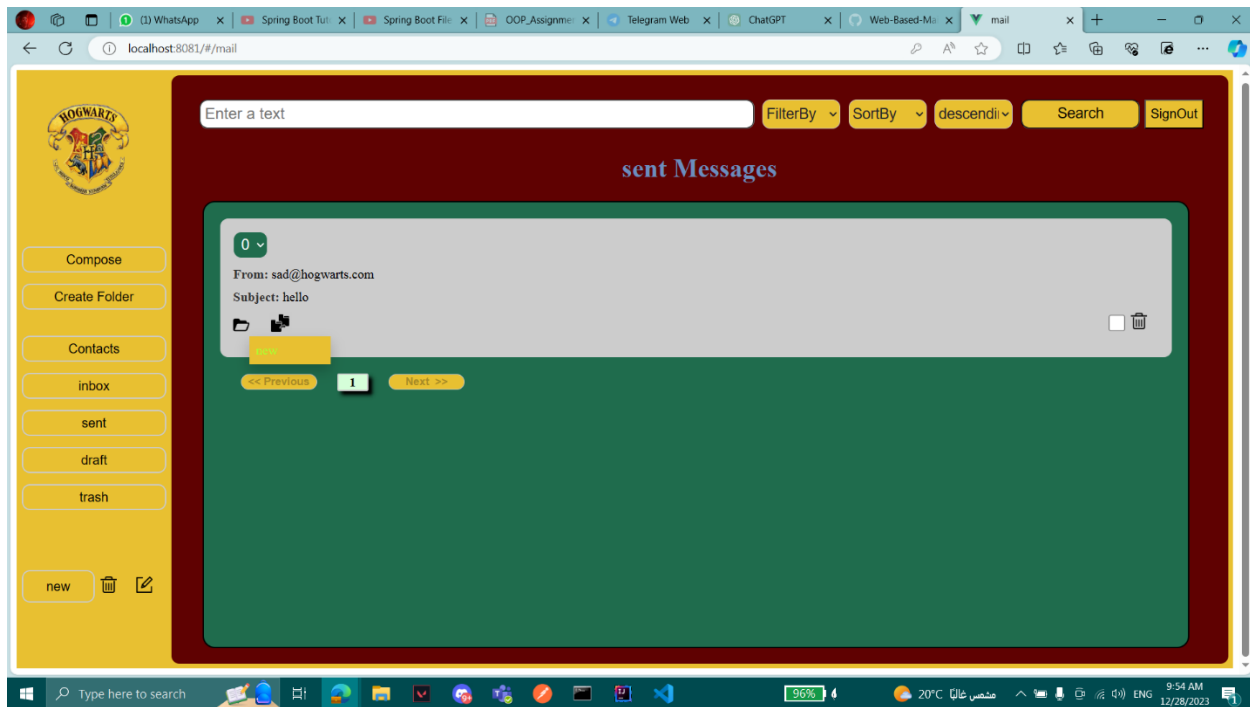 (1) WhatsApp
Spring Boot Tut
Spring Boot File
OOP_Assignme
Telegram Web
ChatGPT
Web-Based-Ma
mail
localhost:8081/#/mail
HOGWARTS
Enter a text
FilterBy
SortBy
descendi
Search
SignOut
sent Messages
Compose
Create Folder
Contacts
inbox
sent
draft
trash
new
0
From: sad@hogwarts.com
Subject: hello
new
<< Previous
1
Next >>
Type here to search
96%
20°C مشمس غالبًا
ENG
9:54 AM
12/28/2023
1